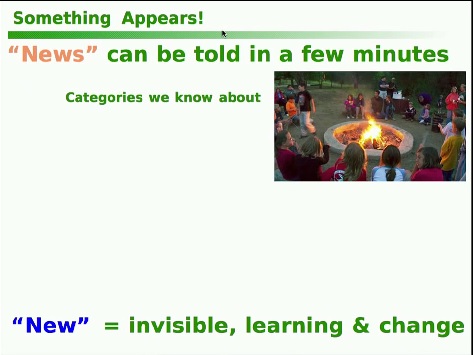 Something Appears!
“News” can be told in a few minutes
Categories we know about
“New” = invisible, learning & change